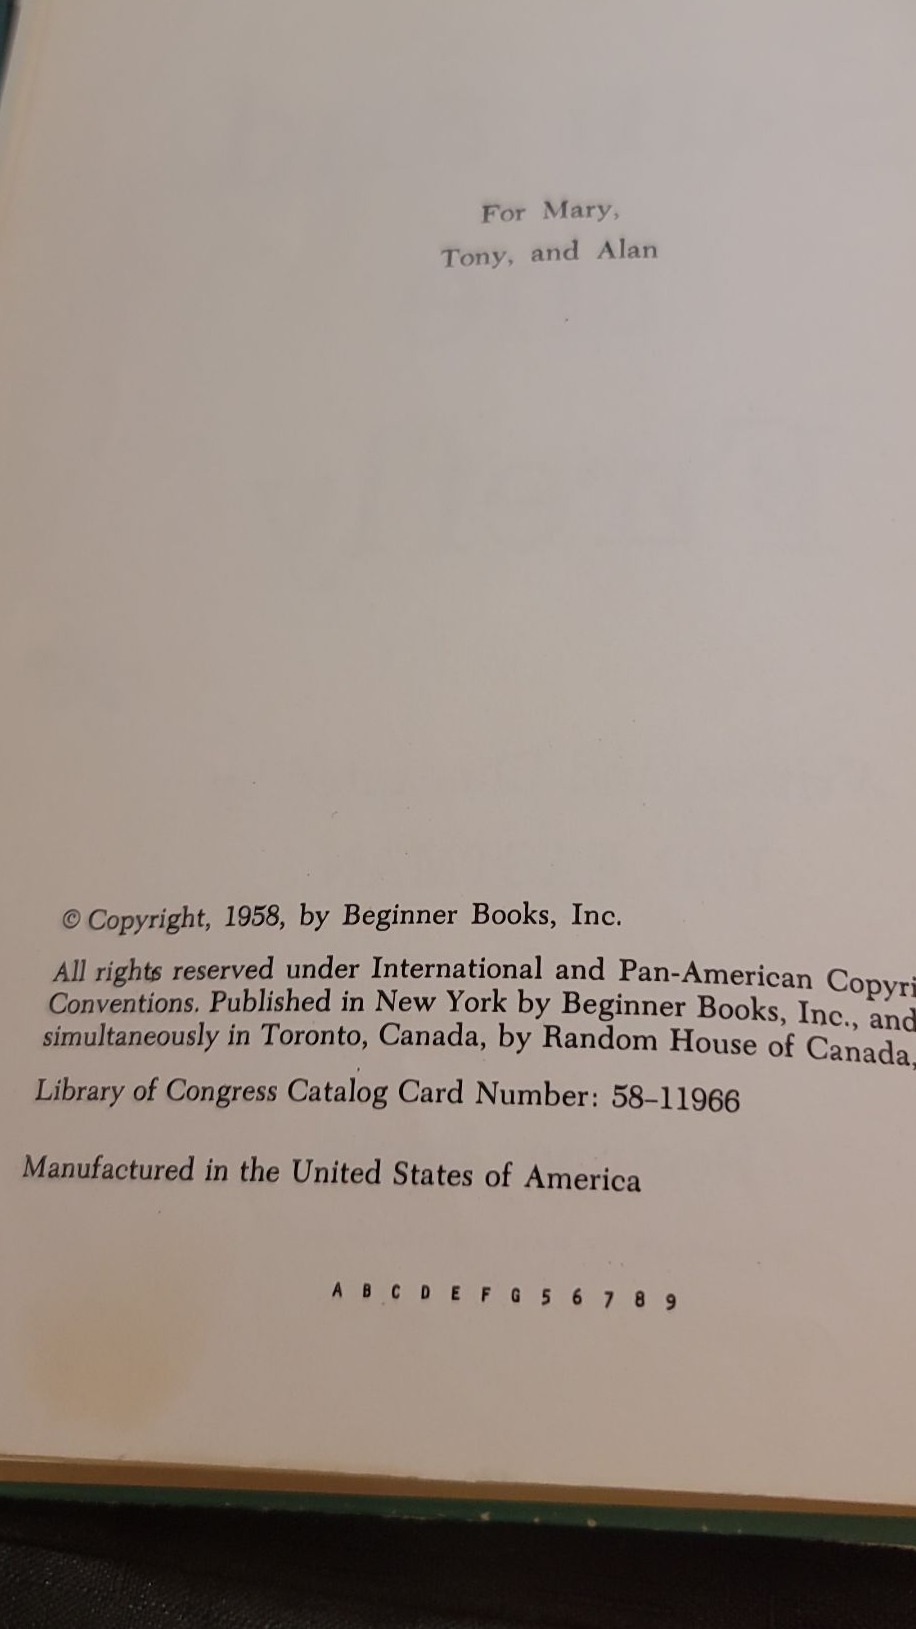 For Mary,
Tony, and Alan
© Copyright, 1958, by Beginner Books, Inc.
All rights reserved under International and Pan-American Copyri
Conventions. Published in New York by Beginner Books, Inc., and
simultaneously in Toronto, Canada, by Random House of Canada,
Library of Congress Catalog Card Number: 58–11966
Manufactured in the United States of America
A B C D E F G 5 6 7 8 9